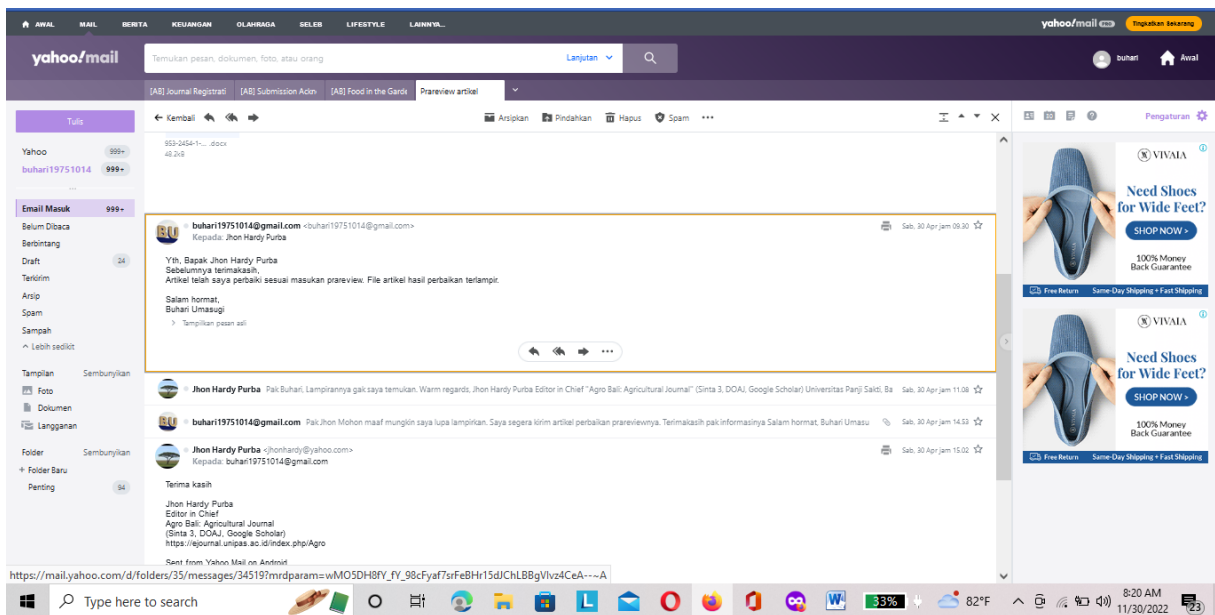 AWAL MAIL BERITA KEUANGAN OLAHRAGA SELEB LIFESTYLE LAINNYA... yahoo!mail PRO Tingkatkan Sekarang
yahoo!mail Temukan pesan, dokumen, foto, atau orang Lanjutan buhari Awal
[AB] Journal Registrati [AB] Submission Ackn [AB] Food in the Garde Prareview artikel
Tulis
Kembali Arsipkan Pindahkan Hapus Spam ••• Pengaturan
Yahoo 999+
buhari19751014 999+
Email Masuk 999+
Belum Dibaca
Berbintang
Draft 24
Terkirim
Arsip
Spam
Sampah
Lebih sedikit
Tampilan Sembunyikan
Foto
Dokumen
Langganan
Folder Sembunyikan
+ Folder Baru
Penting 94
953-2454-1-... .docx
48.2kB
buhari19751014@gmail.com <buhari19751014@gmail.com> Sab, 30 Apr jam 09.30
Kepada: Jhon Hardy Purba
Yth, Bapak Jhon Hardy Purba
Sebelumnya terimakasih,
Artikel telah saya perbaiki sesuai masukan prareview. File artikel hasil perbaikan terlampir.
Salam hormat,
Buhari Umasugi
> Tampilkan pesan asli
Jhon Hardy Purba Pak Buhari, Lampirannya gak saya temukan. Warm regards, Jhon Hardy Purba Editor in Chief "Agro Bali: Agricultural Journal" (Sinta 3, DOAJ, Google Scholar) Universitas Panji Sakti, Ba Sab, 30 Apr jam 11.08
buhari19751014@gmail.com Pak Jhon Mohon maaf mungkin saya lupa lampirkan. Saya segera kirim artikel perbaikan prareviewnya. Terimakasih pak informasinya Salam hormat, Buhari Umasu Sab, 30 Apr jam 14.53
Jhon Hardy Purba <jhonhardy@yahoo.com> Sab, 30 Apr jam 15.02
Kepada: buhari19751014@gmail.com
Terima kasih
Jhon Hardy Purba
Editor in Chief
Agro Bali: Agricultural Journal
(Sinta 3, DOAJ, Google Scholar)
https://ejournal.unipas.ac.id/index.php/Agro
Sent from Yahoo Mail on Android
VIVAIA
Need Shoes
for Wide Feet?
SHOP NOW >
100% Money
Back Guarantee
Free Return Same-Day Shipping + Fast Shipping
VIVAIA
Need Shoes
for Wide Feet?
SHOP NOW >
100% Money
Back Guarantee
Free Return Same-Day Shipping + Fast Shipping
Type here to search
33%
82°F
8:20 AM
11/30/2022
23